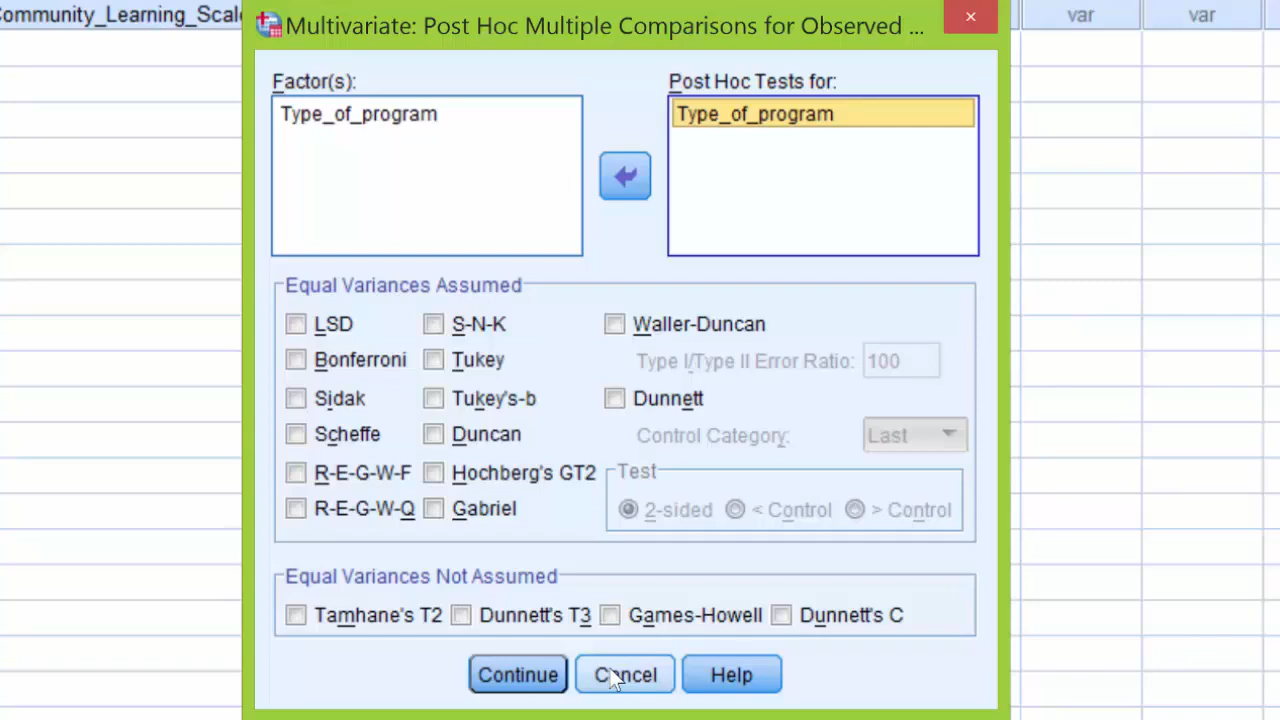 ommunity_Learning_Scale
Multivariate: Post Hoc Multiple Comparisons for Observed ...
var
var
Factor(s):
Post Hoc Tests for:
Type_of_program
Type_of_program
Equal Variances Assumed
LSD
S-N-K
Waller-Duncan
Bonferroni
Tukey
Type I/Type II Error Ratio:
100
Sidak
Tukey's-b
Dunnett
Scheffe
Duncan
Control Category:
Last
R-E-G-W-F
Hochberg's GT2
Test
R-E-G-W-Q
Gabriel
2-sided
< Control
> Control
Equal Variances Not Assumed
Tamhane's T2
Dunnett's T3
Games-Howell
Dunnett's C
Continue
Cancel
Help